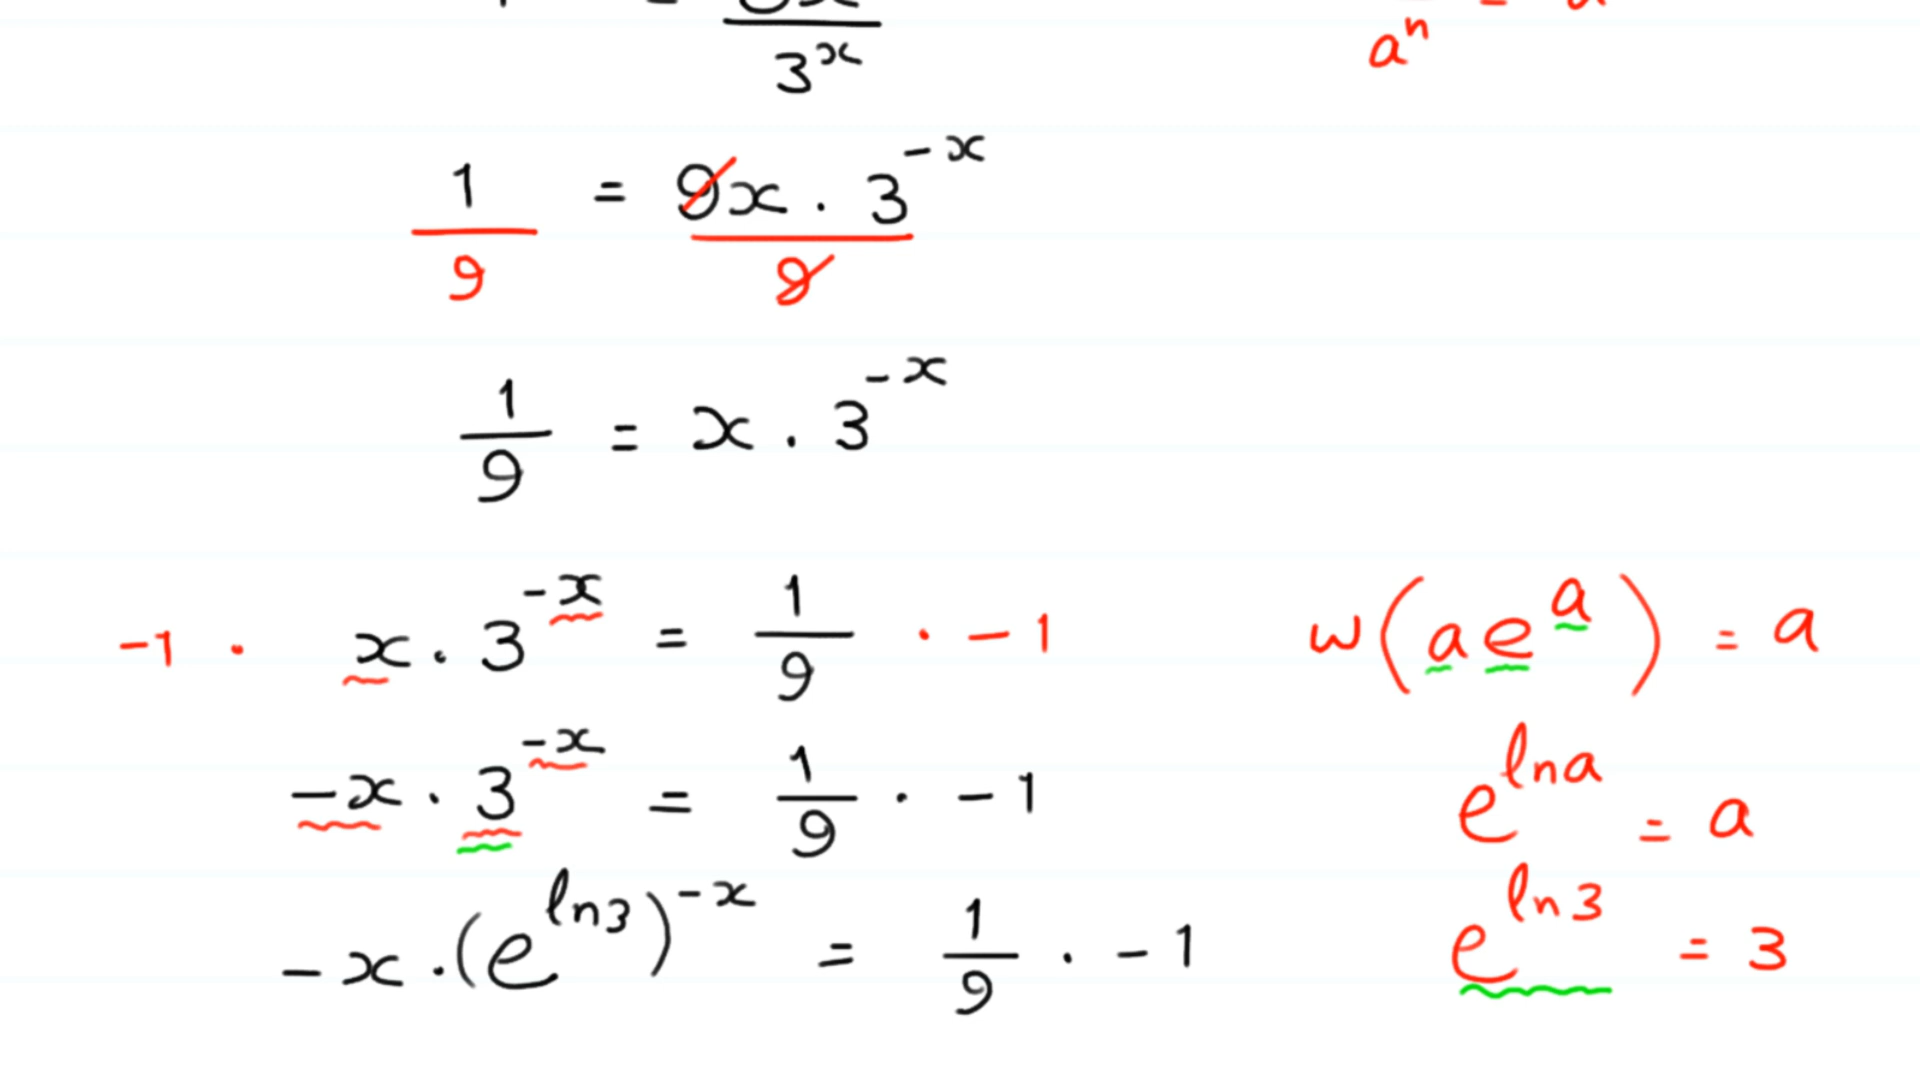 =
3^x
a^n = a
1/9 = 9x · 3^-x / 9
1/9 = x · 3^-x
-1 · x · 3^-x = 1/9 · -1
w(ae^a) = a
-x · 3^-x = 1/9 · -1
e^lna = a
-x · (e^ln3)^-x = 1/9 · -1
e^ln3 = 3